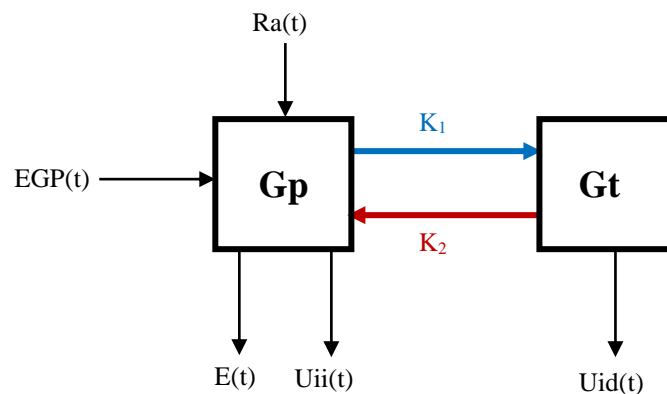 Ra(t)
K₁
EGP(t)
Gp
Gt
K₂
E(t)
Uii(t)
Uid(t)